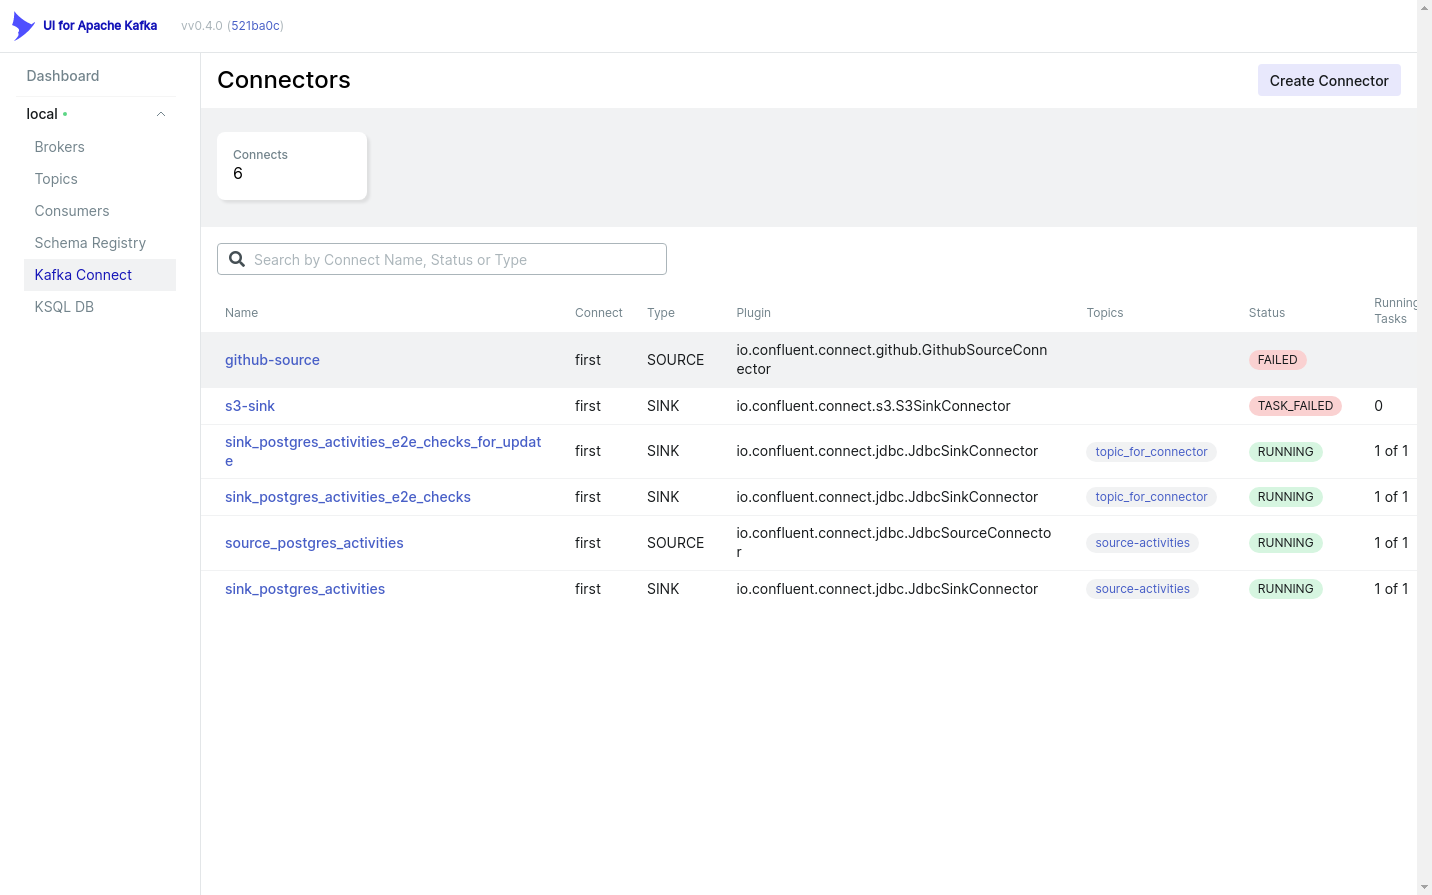 UI for Apache Kafka
vv0.4.0 (521ba0c)
Dashboard
local
Brokers
Topics
Consumers
Schema Registry
Kafka Connect
KSQL DB
Connectors
Create Connector
Connects
6
Search by Connect Name, Status or Type
Name Connect Type Plugin Topics Status Running
Tasks
github-source first SOURCE io.confluent.connect.github.GithubSourceConn
ector FAILED
s3-sink first SINK io.confluent.connect.s3.S3SinkConnector TASK_FAILED 0
sink_postgres_activities_e2e_checks_for_updat
e first SINK io.confluent.connect.jdbc.JdbcSinkConnector topic_for_connector RUNNING 1 of 1
sink_postgres_activities_e2e_checks first SINK io.confluent.connect.jdbc.JdbcSinkConnector topic_for_connector RUNNING 1 of 1
source_postgres_activities first SOURCE io.confluent.connect.jdbc.JdbcSourceConnecto
r source-activities RUNNING 1 of 1
sink_postgres_activities first SINK io.confluent.connect.jdbc.JdbcSinkConnector source-activities RUNNING 1 of 1